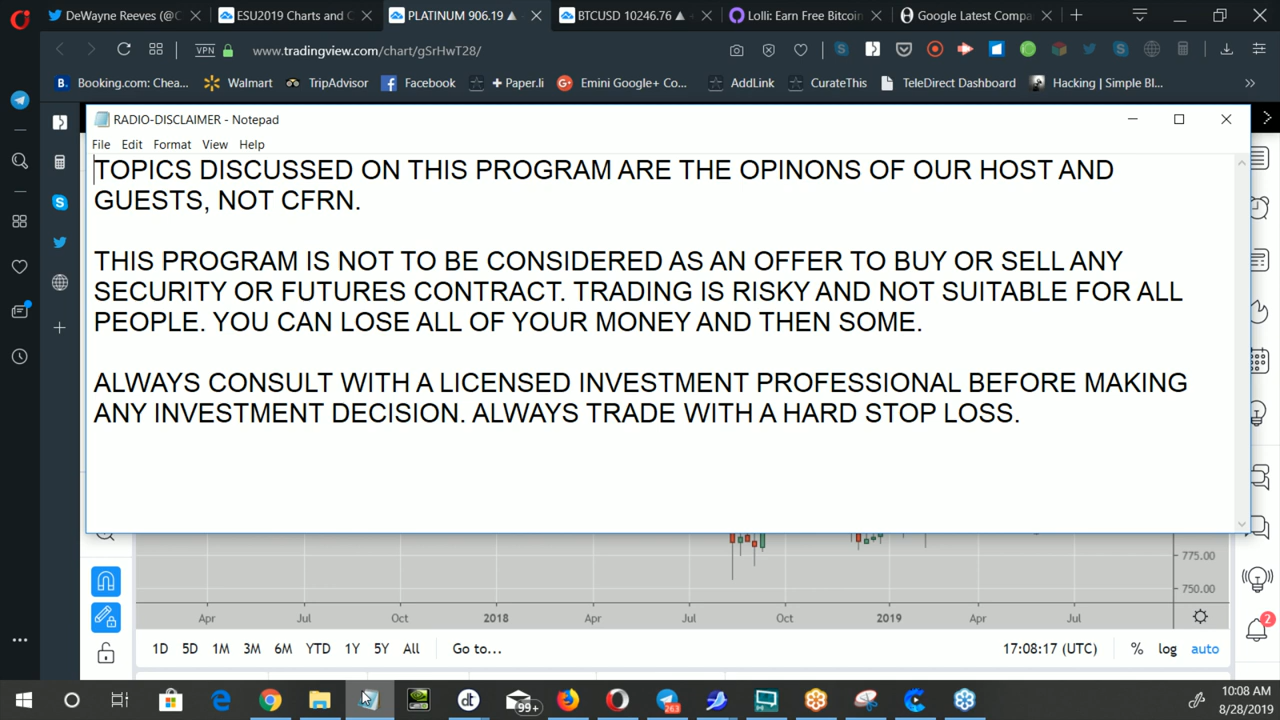 DeWayne Reeves (@C
ESU2019 Charts and C
PLATINUM 906.19 ▲
BTCUSD 10246.76 ▲
Lolli: Earn Free Bitcoin
Google Latest Compa
VPN
www.tradingview.com/chart/gSrHwT28/
Booking.com: Chea...
Walmart
TripAdvisor
Facebook
+ Paper.li
Emini Google+ Co...
AddLink
CurateThis
TeleDirect Dashboard
Hacking | Simple Bl...
RADIO-DISCLAIMER - Notepad
File Edit Format View Help
TOPICS DISCUSSED ON THIS PROGRAM ARE THE OPINONS OF OUR HOST AND
GUESTS, NOT CFRN.
THIS PROGRAM IS NOT TO BE CONSIDERED AS AN OFFER TO BUY OR SELL ANY
SECURITY OR FUTURES CONTRACT. TRADING IS RISKY AND NOT SUITABLE FOR ALL
PEOPLE. YOU CAN LOSE ALL OF YOUR MONEY AND THEN SOME.
ALWAYS CONSULT WITH A LICENSED INVESTMENT PROFESSIONAL BEFORE MAKING
ANY INVESTMENT DECISION. ALWAYS TRADE WITH A HARD STOP LOSS.
775.00
750.00
Apr Jul Oct 2018 Apr Jul Oct 2019 Apr Jul
2
1D 5D 1M 3M 6M YTD 1Y 5Y All Go to... 17:08:17 (UTC) % log auto
99+
dt
263
10:08 AM
8/28/2019